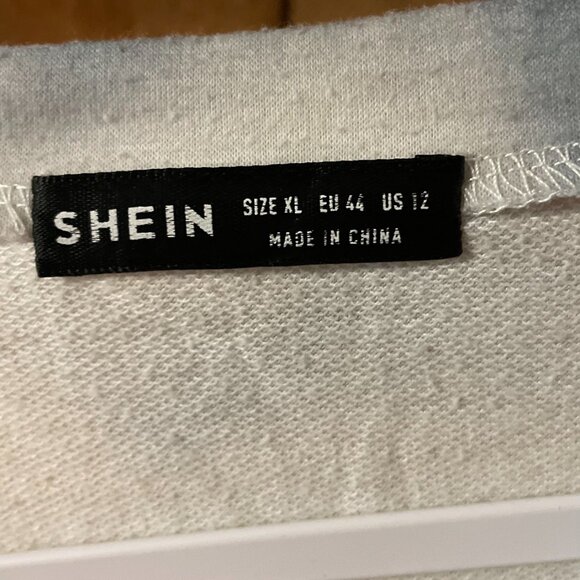 SHEIN SIZE XL EU 44 US 12
MADE IN CHINA